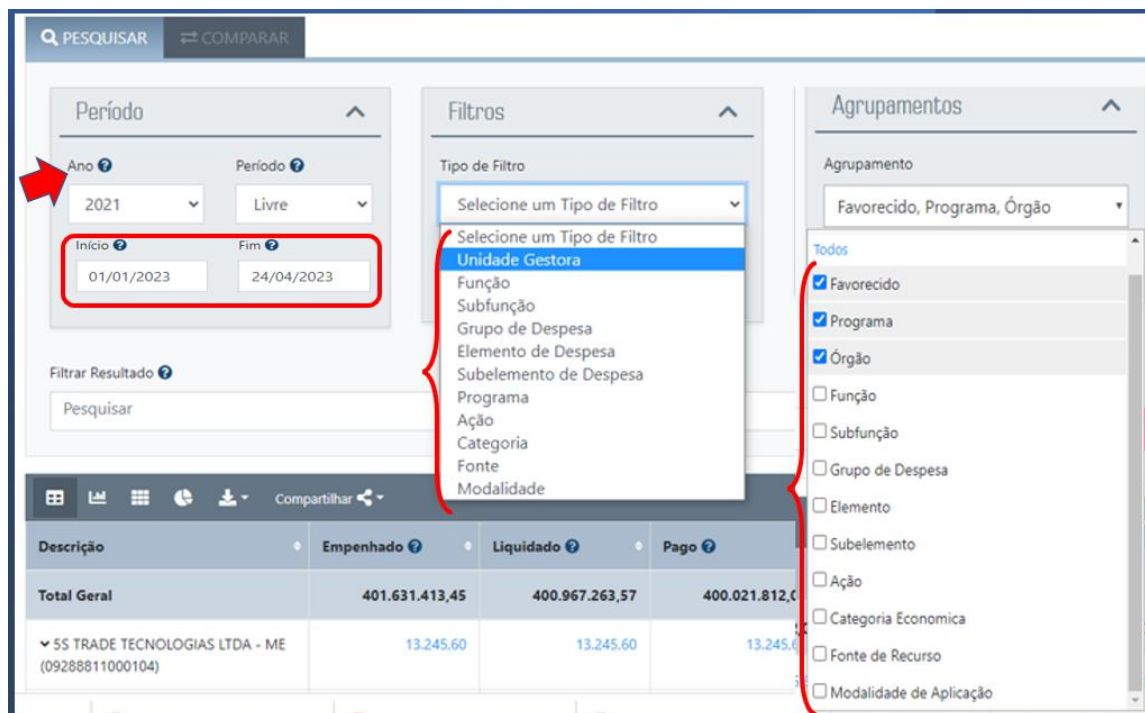 PESQUISAR
COMPARAR
Período
Ano
Período
2021
Livre
Início
Fim
01/01/2023
24/04/2023
Filtros
Tipo de Filtro
Selecione um Tipo de Filtro
Selecione um Tipo de Filtro
Unidade Gestora
Função
Subfunção
Grupo de Despesa
Elemento de Despesa
Subelemento de Despesa
Programa
Ação
Categoria
Fonte
Modalidade
Agrupamentos
Agrupamento
Favorecido, Programa, Órgão
Todos
Favorecido
Programa
Órgão
Função
Subfunção
Grupo de Despesa
Elemento
Subelemento
Ação
Categoria Economica
Fonte de Recurso
Modalidade de Aplicação
Filtrar Resultado
Pesquisar
Compartilhar
Descrição
Empenhado
Liquidado
Pago
Total Geral
401.631.413,45
400.967.263,57
400.021.812,
5S TRADE TECNOLOGIAS LTDA - ME
(09288811000104)
13.245,60
13.245,60
13.245,